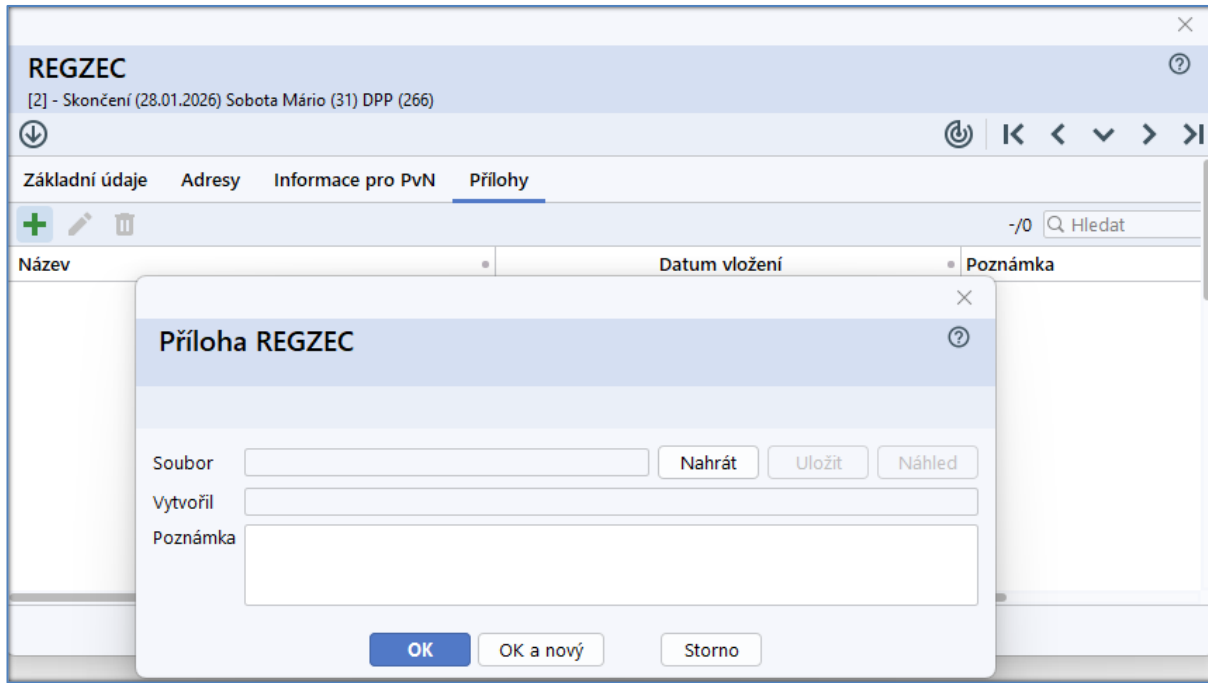 REGZEC
[2] - Skončení (28.01.2026) Sobota Mário (31) DPP (266)
Základní údaje Adresy Informace pro PvN Přílohy
-/0 Hledat
Název Datum vložení Poznámka
Příloha REGZEC
Soubor Nahrát Uložit Náhled
Vytvořil
Poznámka
OK OK a nový Storno